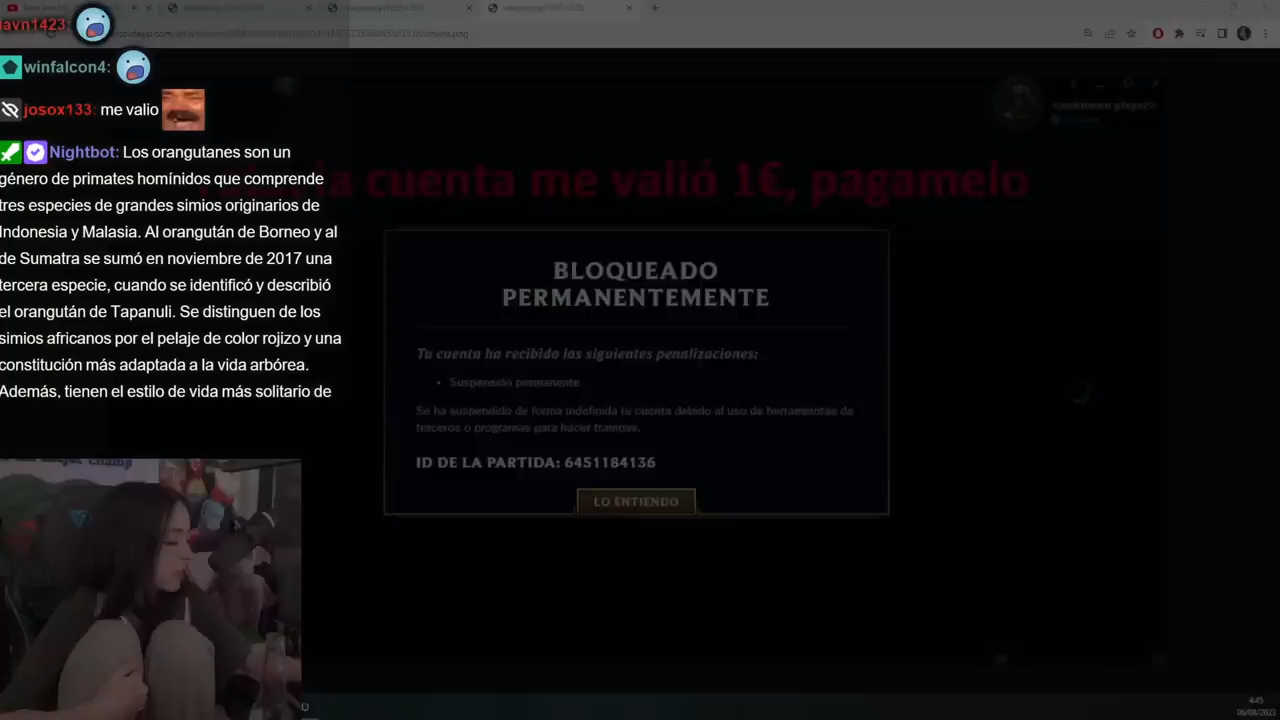 javn1423
winfalcon4:
josox133: me valio
Nightbot: Los orangutanes son un
género de primates homínidos que comprende
tres especies de grandes simios originarios de
Indonesia y Malasia. Al orangután de Borneo y al
de Sumatra se sumó en noviembre de 2017 una
tercera especie, cuando se identificó y describió
el orangután de Tapanuli. Se distinguen de los
simios africanos por el pelaje de color rojizo y una
constitución más adaptada a la vida arbórea.
Además, tienen el estilo de vida más solitario de
cuenta me valió 1€, pagamelo
BLOQUEADO
PERMANENTEMENTE
Tu cuenta ha recibido las siguientes penalizaciones:
• Suspensión permanente
Se ha suspendido de forma indefinida tu cuenta debido al uso de herramientas de
terceros o programas para hacer trampas.
ID DE LA PARTIDA: 6451184136
LO ENTIENDO
champ
4:45
06/08/2023